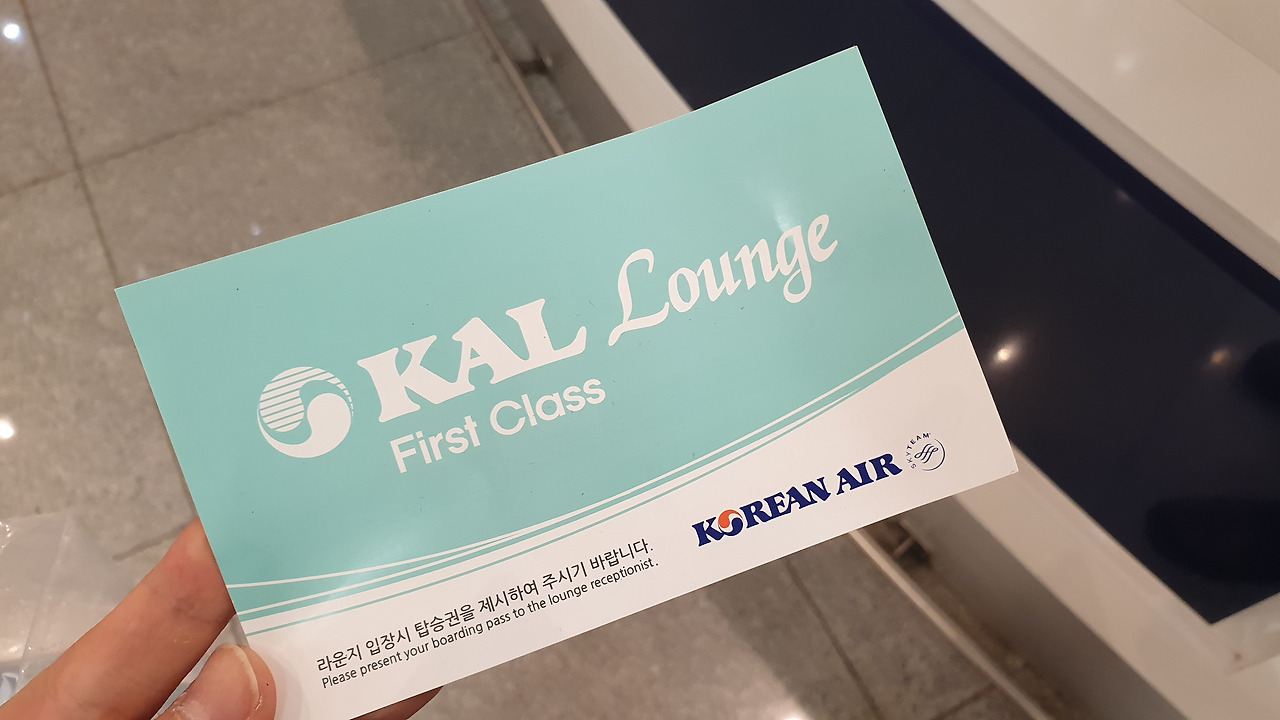 KAL Lounge
First Class
KOREAN AIR
SKYTEAM
라운지 입장시 탑승권을 제시하여 주시기 바랍니다.
Please present your boarding pass to the lounge receptionist.